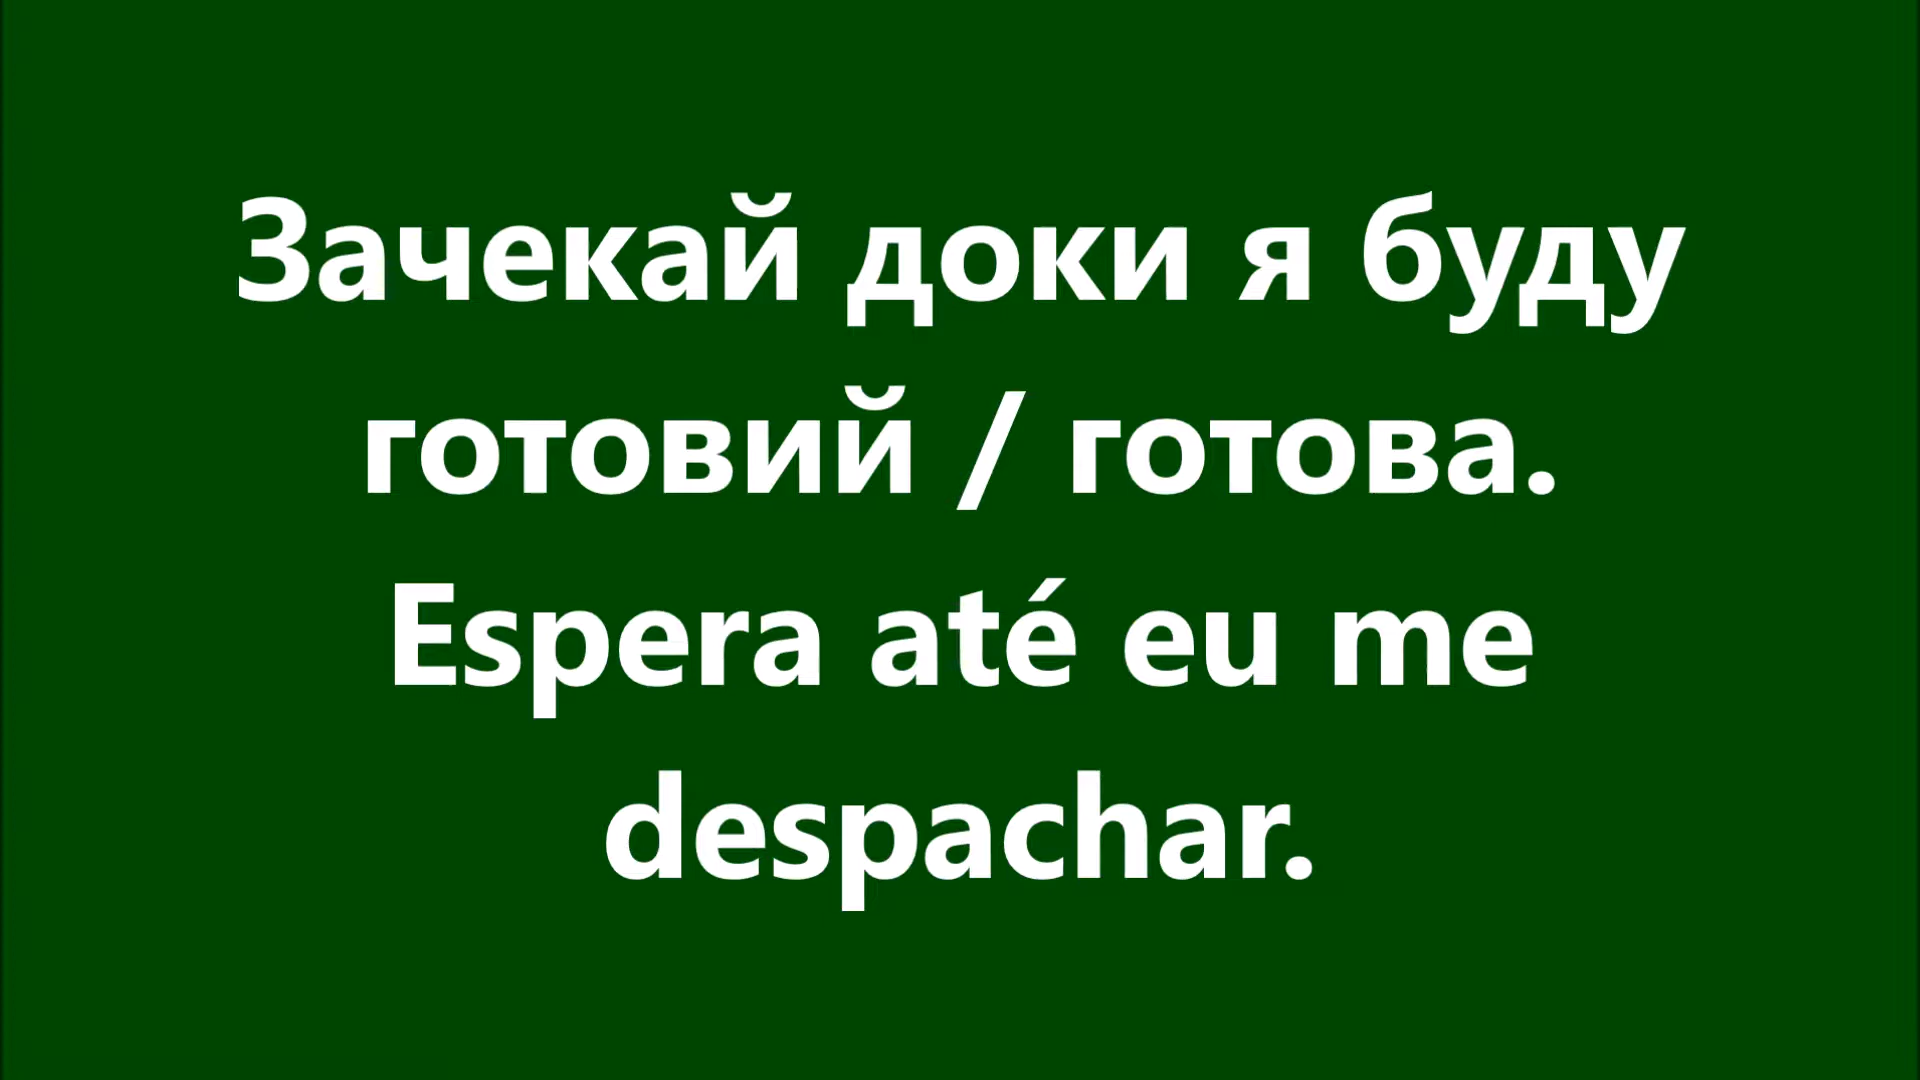 Зачекай доки я буду
готовий / готова.
Espera até eu me
despachar.